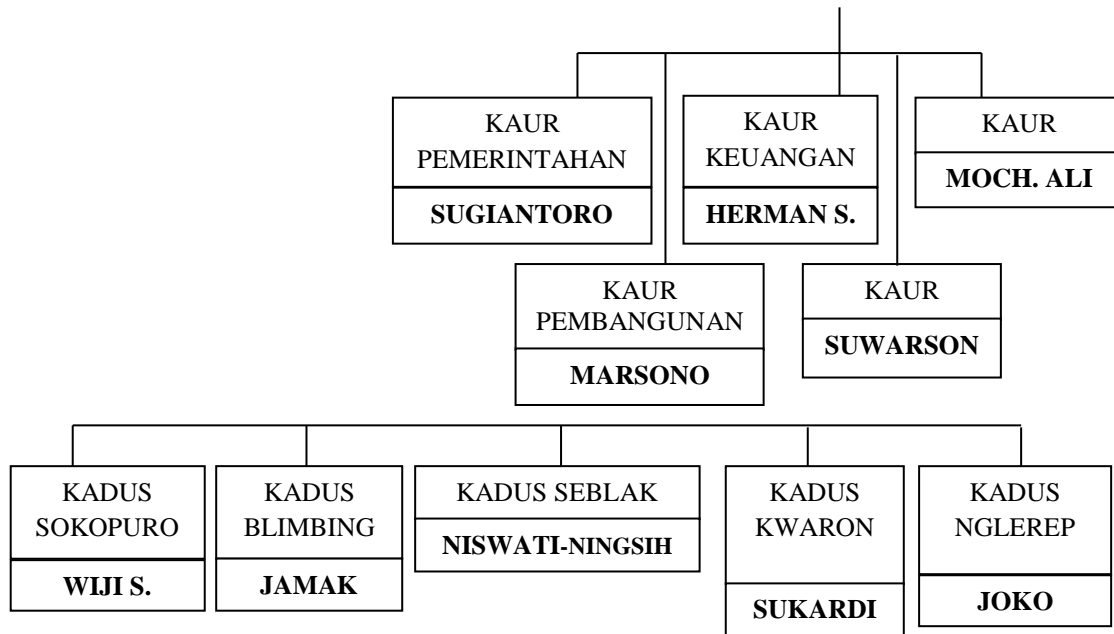 KAUR
PEMERINTAHAN
SUGIANTORO
KAUR
KEUANGAN
HERMAN S.
KAUR
MOCH. ALI
KAUR
PEMBANGUNAN
MARSONO
KAUR
SUWARSON
KADUS
SOKOPURO
WIJI S.
KADUS
BLIMBING
JAMAK
KADUS SEBLAK
NISWATI-NINGSIH
KADUS
KWARON
SUKARDI
KADUS
NGLEREP
JOKO